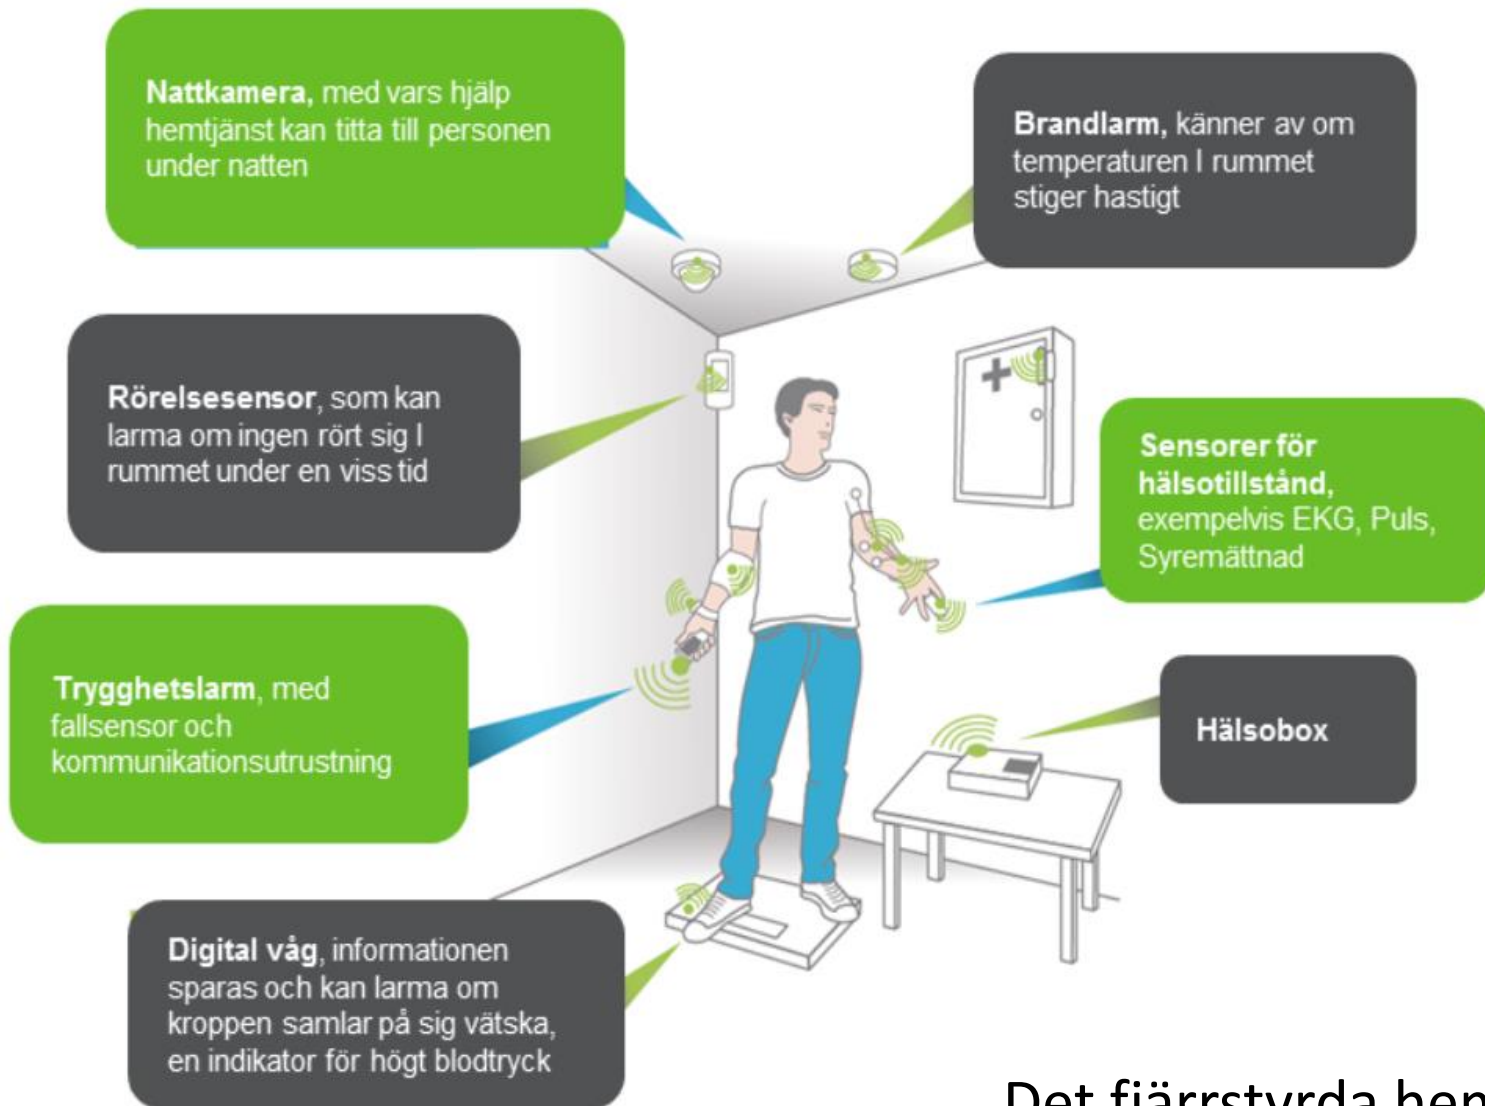 Nattkamera, med vars hjälp
hemtjänst kan titta till personen
under natten
Brandlarm, känner av om
temperaturen I rummet
stiger hastigt
Rörelsesensor, som kan
larma om ingen rört sig I
rummet under en viss tid
Sensorer för
hälsotillstånd,
exempelvis EKG, Puls,
Syremättnad
Trygghetslarm, med
fallsensor och
kommunikationsutrustning
Hälsobox
Digital våg, informationen
sparas och kan larma om
kroppen samlar på sig vätska,
en indikator för högt blodtryck
Det fjärrstyrda